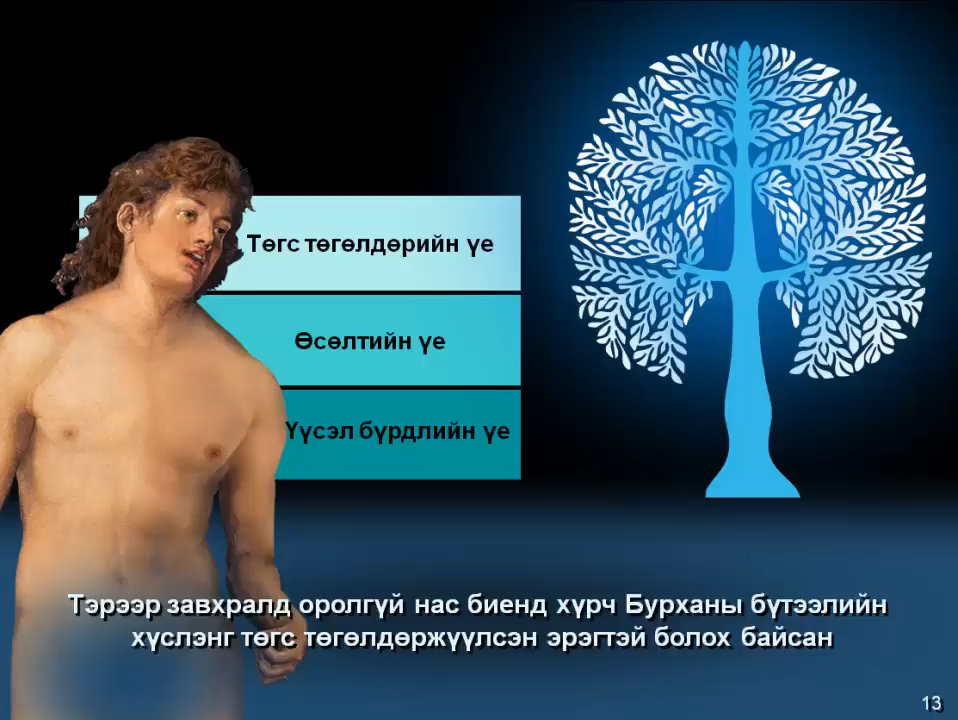 Төгс төгөлдөрийн үе
Өсөлтийн үе
Үүсэл бүрдлийн үе
Тэрээр завхралд оролгүй нас биенд хүрч Бурханы бүтээлийн
хүслэнг төгс төгөлдөржүүлсэн эрэгтэй болох байсан
13